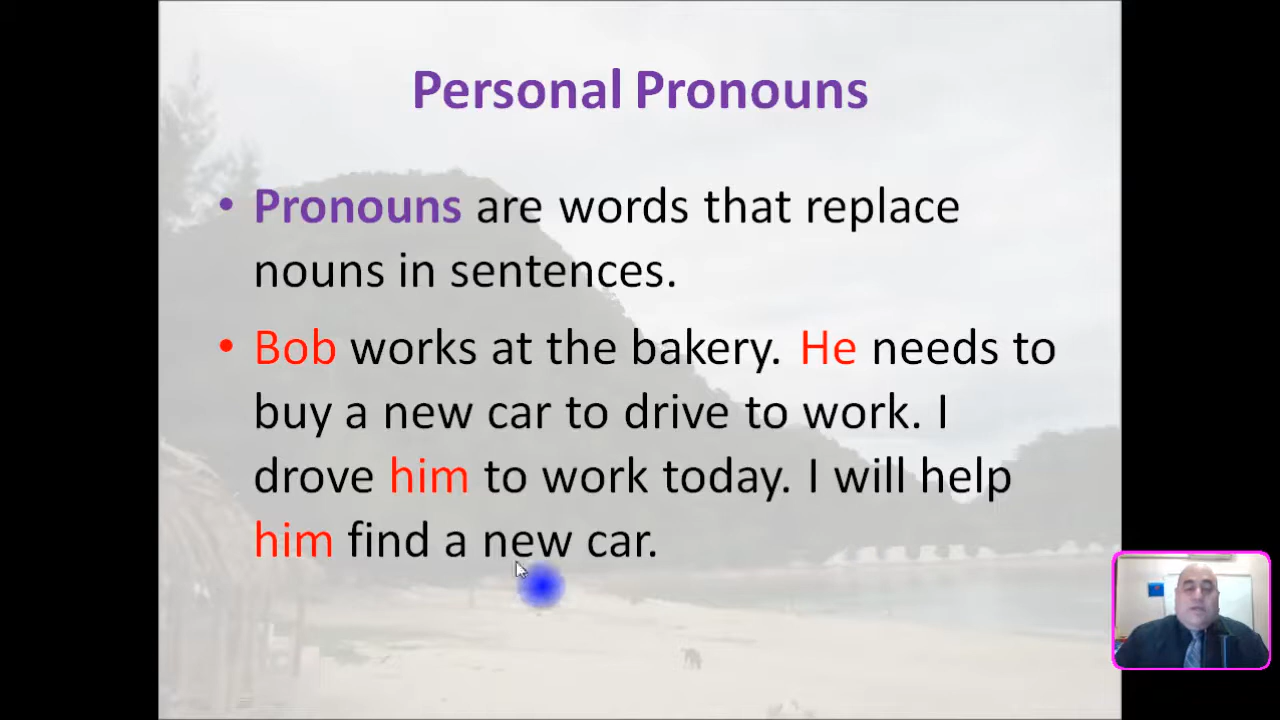 Personal Pronouns
• Pronouns are words that replace
nouns in sentences.
• Bob works at the bakery. He needs to
buy a new car to drive to work. I
drove him to work today. I will help
him find a new car.